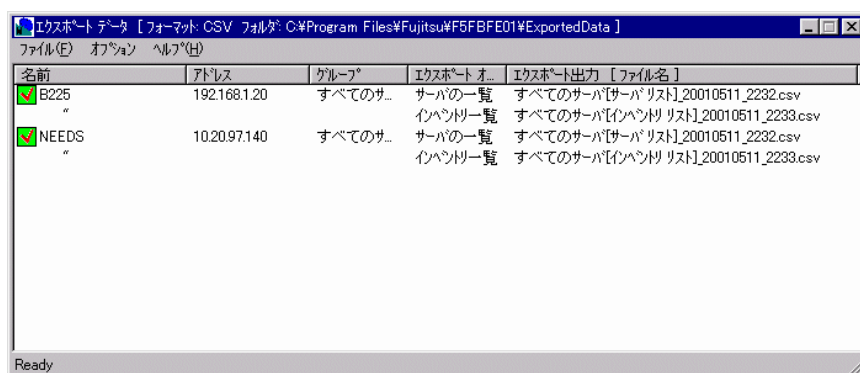 エクスポート データ [ フォーマット: CSV フォルダ: C:¥Program Files¥Fujitsu¥F5FBFE01¥ExportedData ]
ファイル(F) オプション ヘルプ(H)
名前 アドレス グループ エクスポート オ... エクスポート出力 [ ファイル名 ]
B225 192.168.1.20 すべてのサ... サーバの一覧 すべてのサーバ[サーバ リスト]_20010511_2232.csv
〃 インベントリ一覧 すべてのサーバ[インベントリ リスト]_20010511_2233.csv
NEEDS 10.20.97.140 すべてのサ... サーバの一覧 すべてのサーバ[サーバ リスト]_20010511_2232.csv
〃 インベントリ一覧 すべてのサーバ[インベントリ リスト]_20010511_2233.csv
Ready